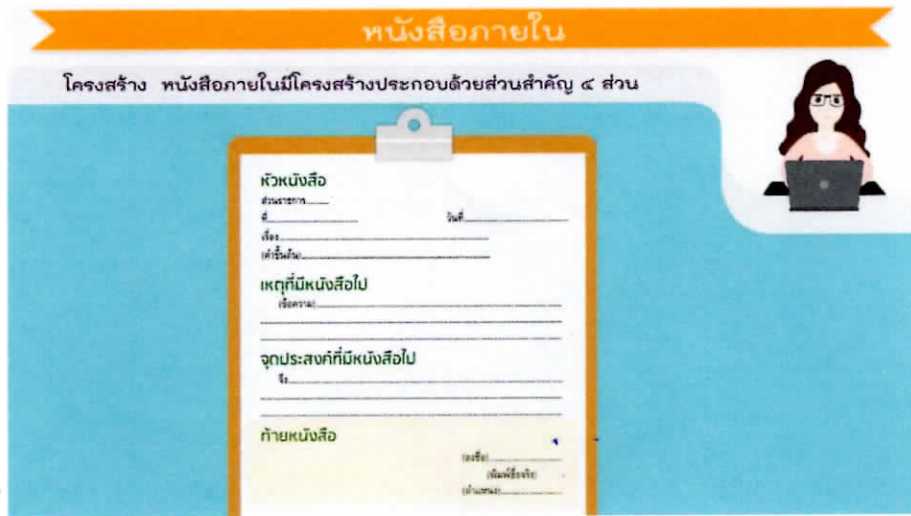 หนังสือภายใน
โครงสร้าง หนังสือภายในมีโครงสร้างประกอบด้วยส่วนสำคัญ ๔ ส่วน
หัวหนังสือ
ส่วนราชการ
ที่ วันที่
เรื่อง
(คำขึ้นต้น)
เหตุที่มีหนังสือไป
(ข้อความ)
จุดประสงค์ที่มีหนังสือไป
จึง
ท้ายหนังสือ
(ลงชื่อ)
(พิมพ์ชื่อจริง)
(ตำแหน่ง)